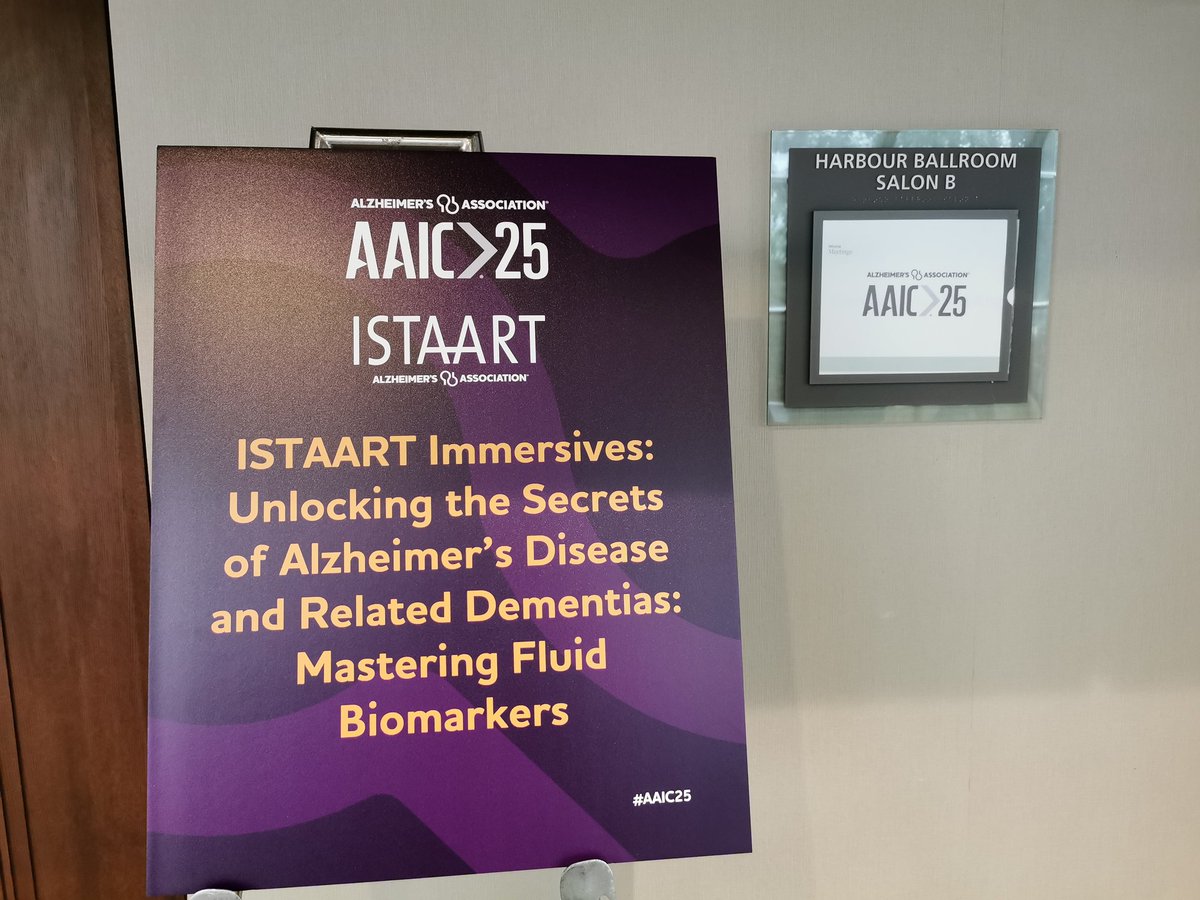 ALZHEIMER'S ASSOCIATION®
AAIC>25
ISTAART
ALZHEIMER'S ASSOCIATION®
ISTAART Immersives:
Unlocking the Secrets
of Alzheimer's Disease
and Related Dementias:
Mastering Fluid
Biomarkers
#AAIC25
HARBOUR BALLROOM
SALON B
Meetings
ALZHEIMER'S ASSOCIATION®
AAIC>25